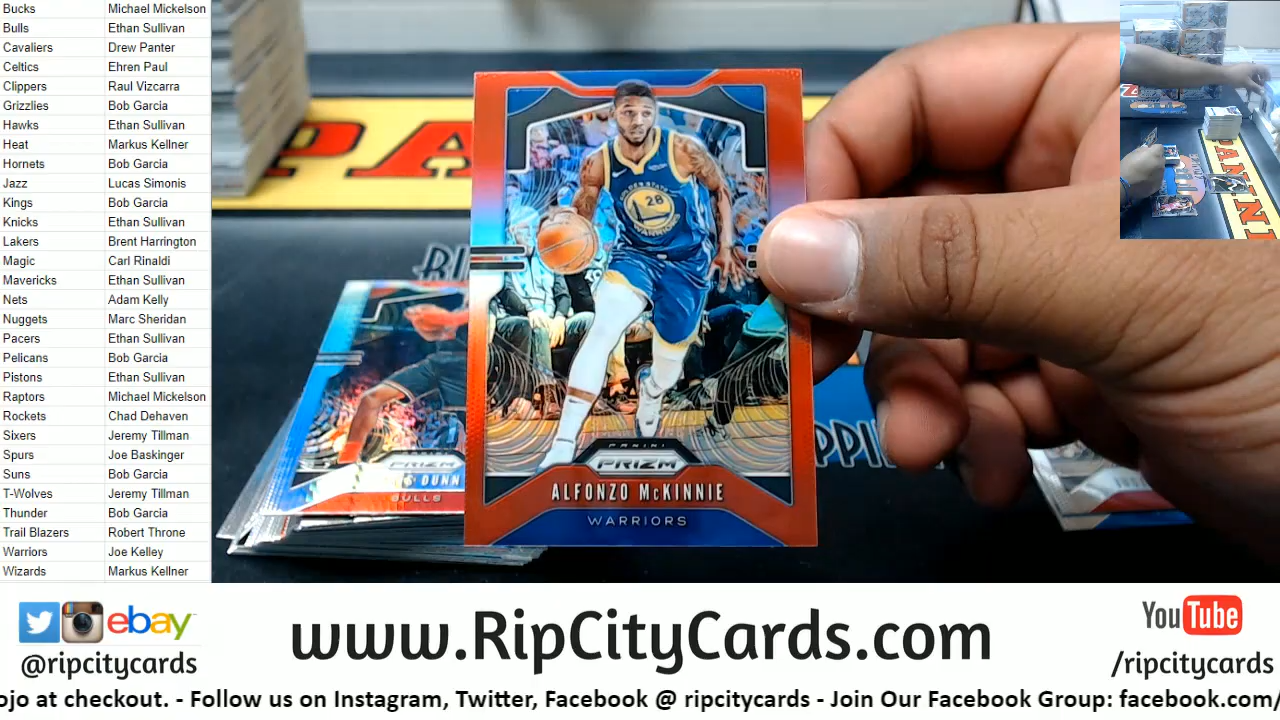 Bucks Michael Mickelson
Bulls Ethan Sullivan
Cavaliers Drew Panter
Celtics Ehren Paul
Clippers Raul Vizcarra
Grizzlies Bob Garcia
Hawks Ethan Sullivan
Heat Markus Kellner
Hornets Bob Garcia
Jazz Lucas Simonis
Kings Bob Garcia
Knicks Ethan Sullivan
Lakers Brent Harrington
Magic Carl Rinaldi
Mavericks Ethan Sullivan
Nets Adam Kelly
Nuggets Marc Sheridan
Pacers Ethan Sullivan
Pelicans Bob Garcia
Pistons Ethan Sullivan
Raptors Michael Mickelson
Rockets Chad Dehaven
Sixers Jeremy Tillman
Spurs Joe Baskinger
Suns Bob Garcia
T-Wolves Jeremy Tillman
Thunder Bob Garcia
Trail Blazers Robert Throne
Warriors Joe Kelley
Wizards Markus Kellner
PANI
28
PANINI
PRIZM
ALFONZO McKINNIE
WARRIORS
PRIZM
DUNN
BULLS
PPING
PANINI
ebay
@ripcitycards
www.RipCityCards.com
YouTube
/ripcitycards
ojo at checkout. - Follow us on Instagram, Twitter, Facebook @ ripcitycards - Join Our Facebook Group: facebook.com/